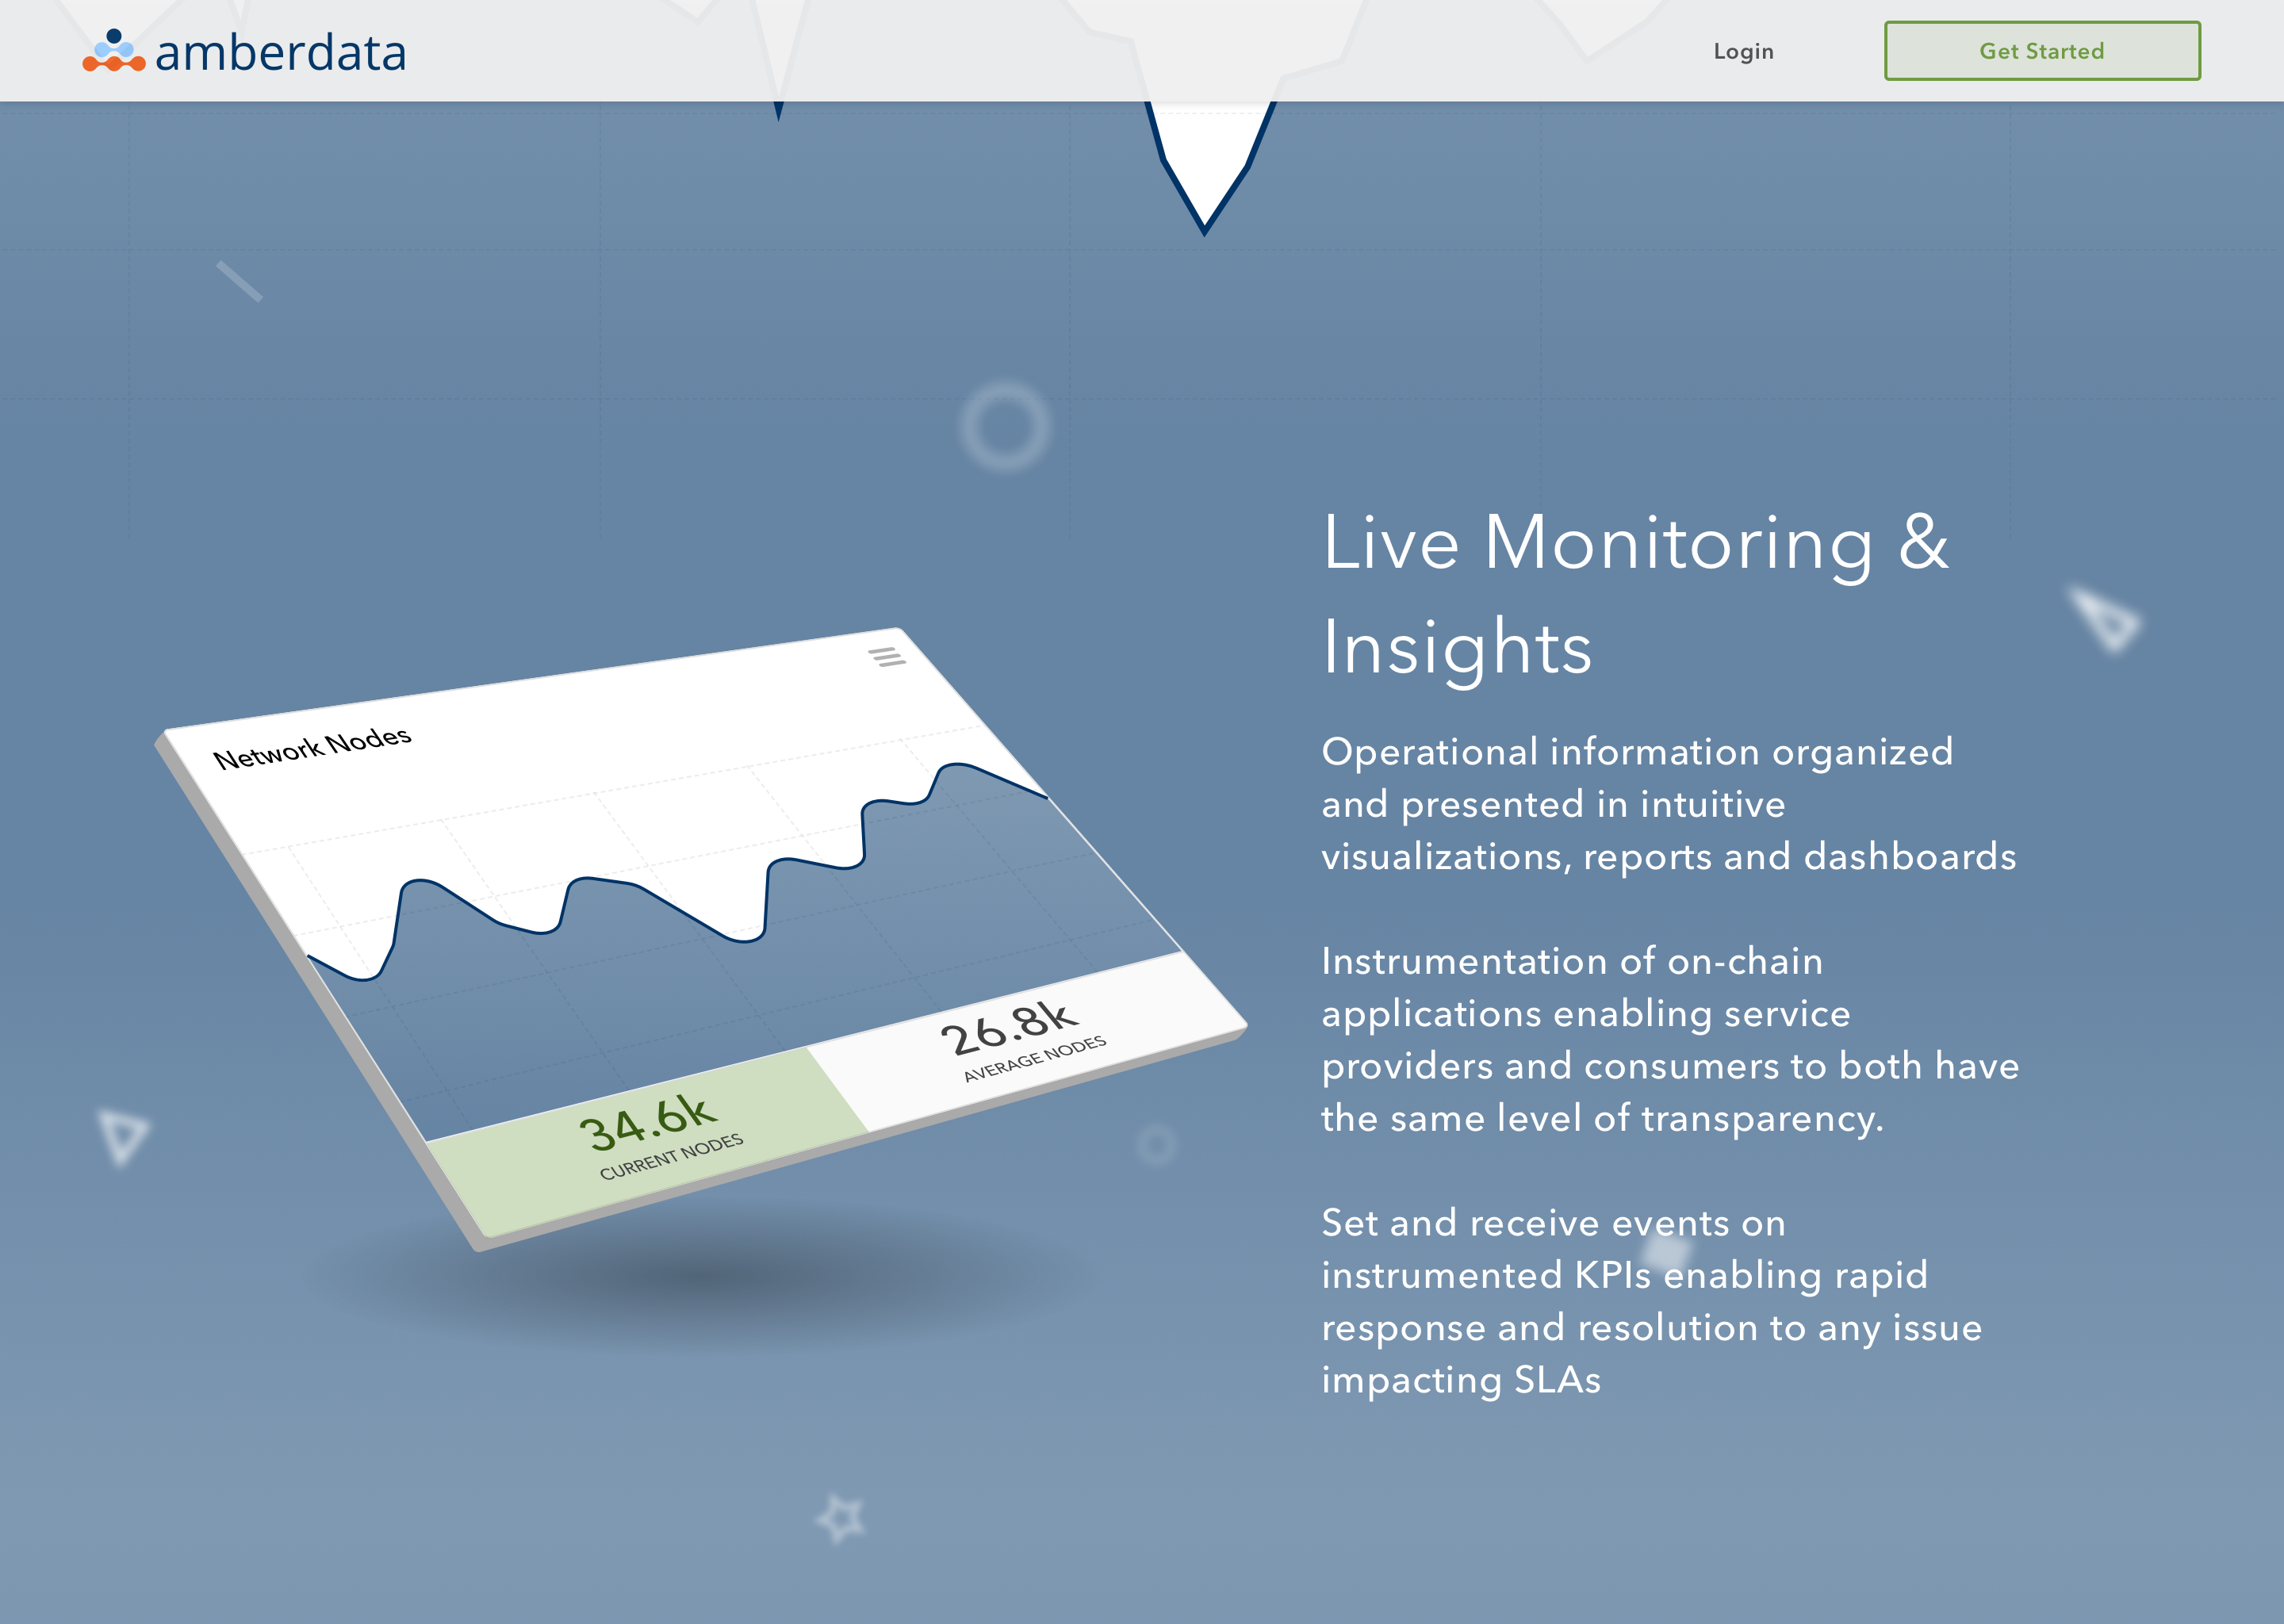 amberdata
Login
Get Started
Live Monitoring &
Insights
Operational information organized
and presented in intuitive
visualizations, reports and dashboards
Instrumentation of on-chain
applications enabling service
providers and consumers to both have
the same level of transparency.
Set and receive events on
instrumented KPIs enabling rapid
response and resolution to any issue
impacting SLAs
Network Nodes
34.6k
CURRENT NODES
26.8k
AVERAGE NODES